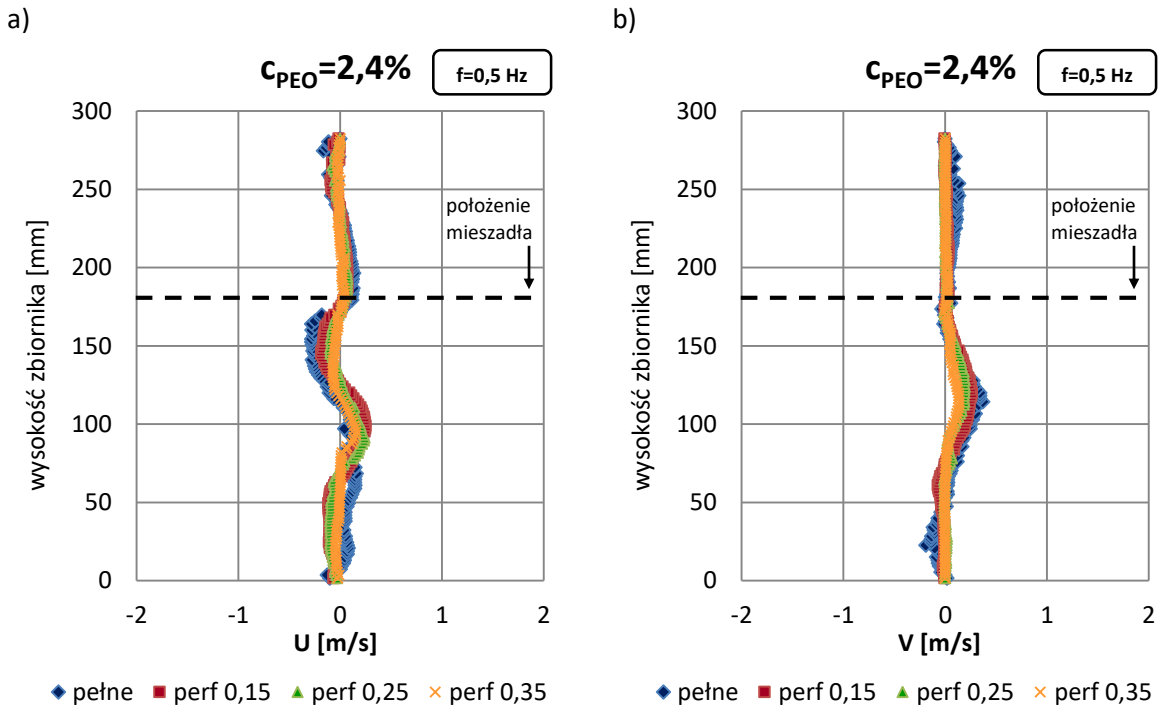 a)
c_PEO=2,4%
f=0,5 Hz
300
250
200
150
100
50
0
wysokość zbiornika [mm]
położenie
mieszadła
-2 -1 0 1 2
U [m/s]
pełne perf 0,15 perf 0,25 perf 0,35
b)
c_PEO=2,4%
f=0,5 Hz
300
250
200
150
100
50
0
wysokość zbiornika [mm]
położenie
mieszadła
-2 -1 0 1 2
V [m/s]
pełne perf 0,15 perf 0,25 perf 0,35